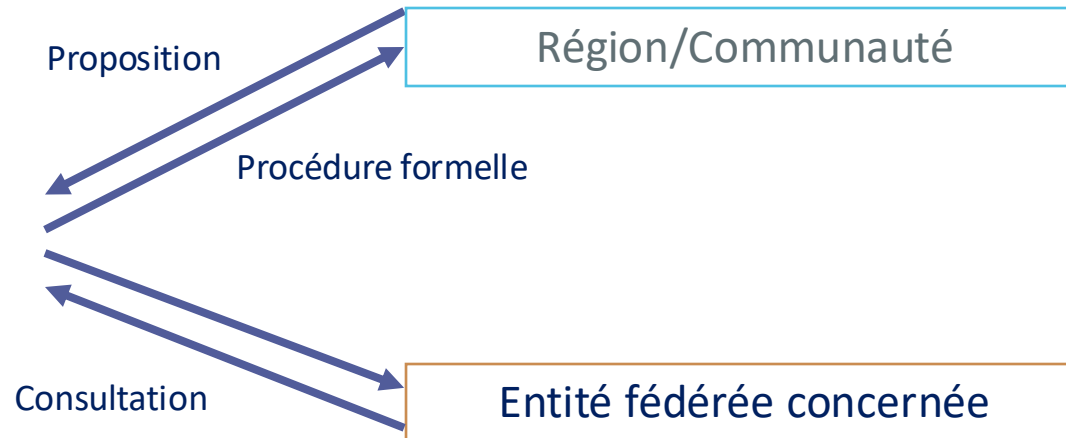 Proposition
Région/Communauté
Procédure formelle
Consultation
Entité fédérée concernée